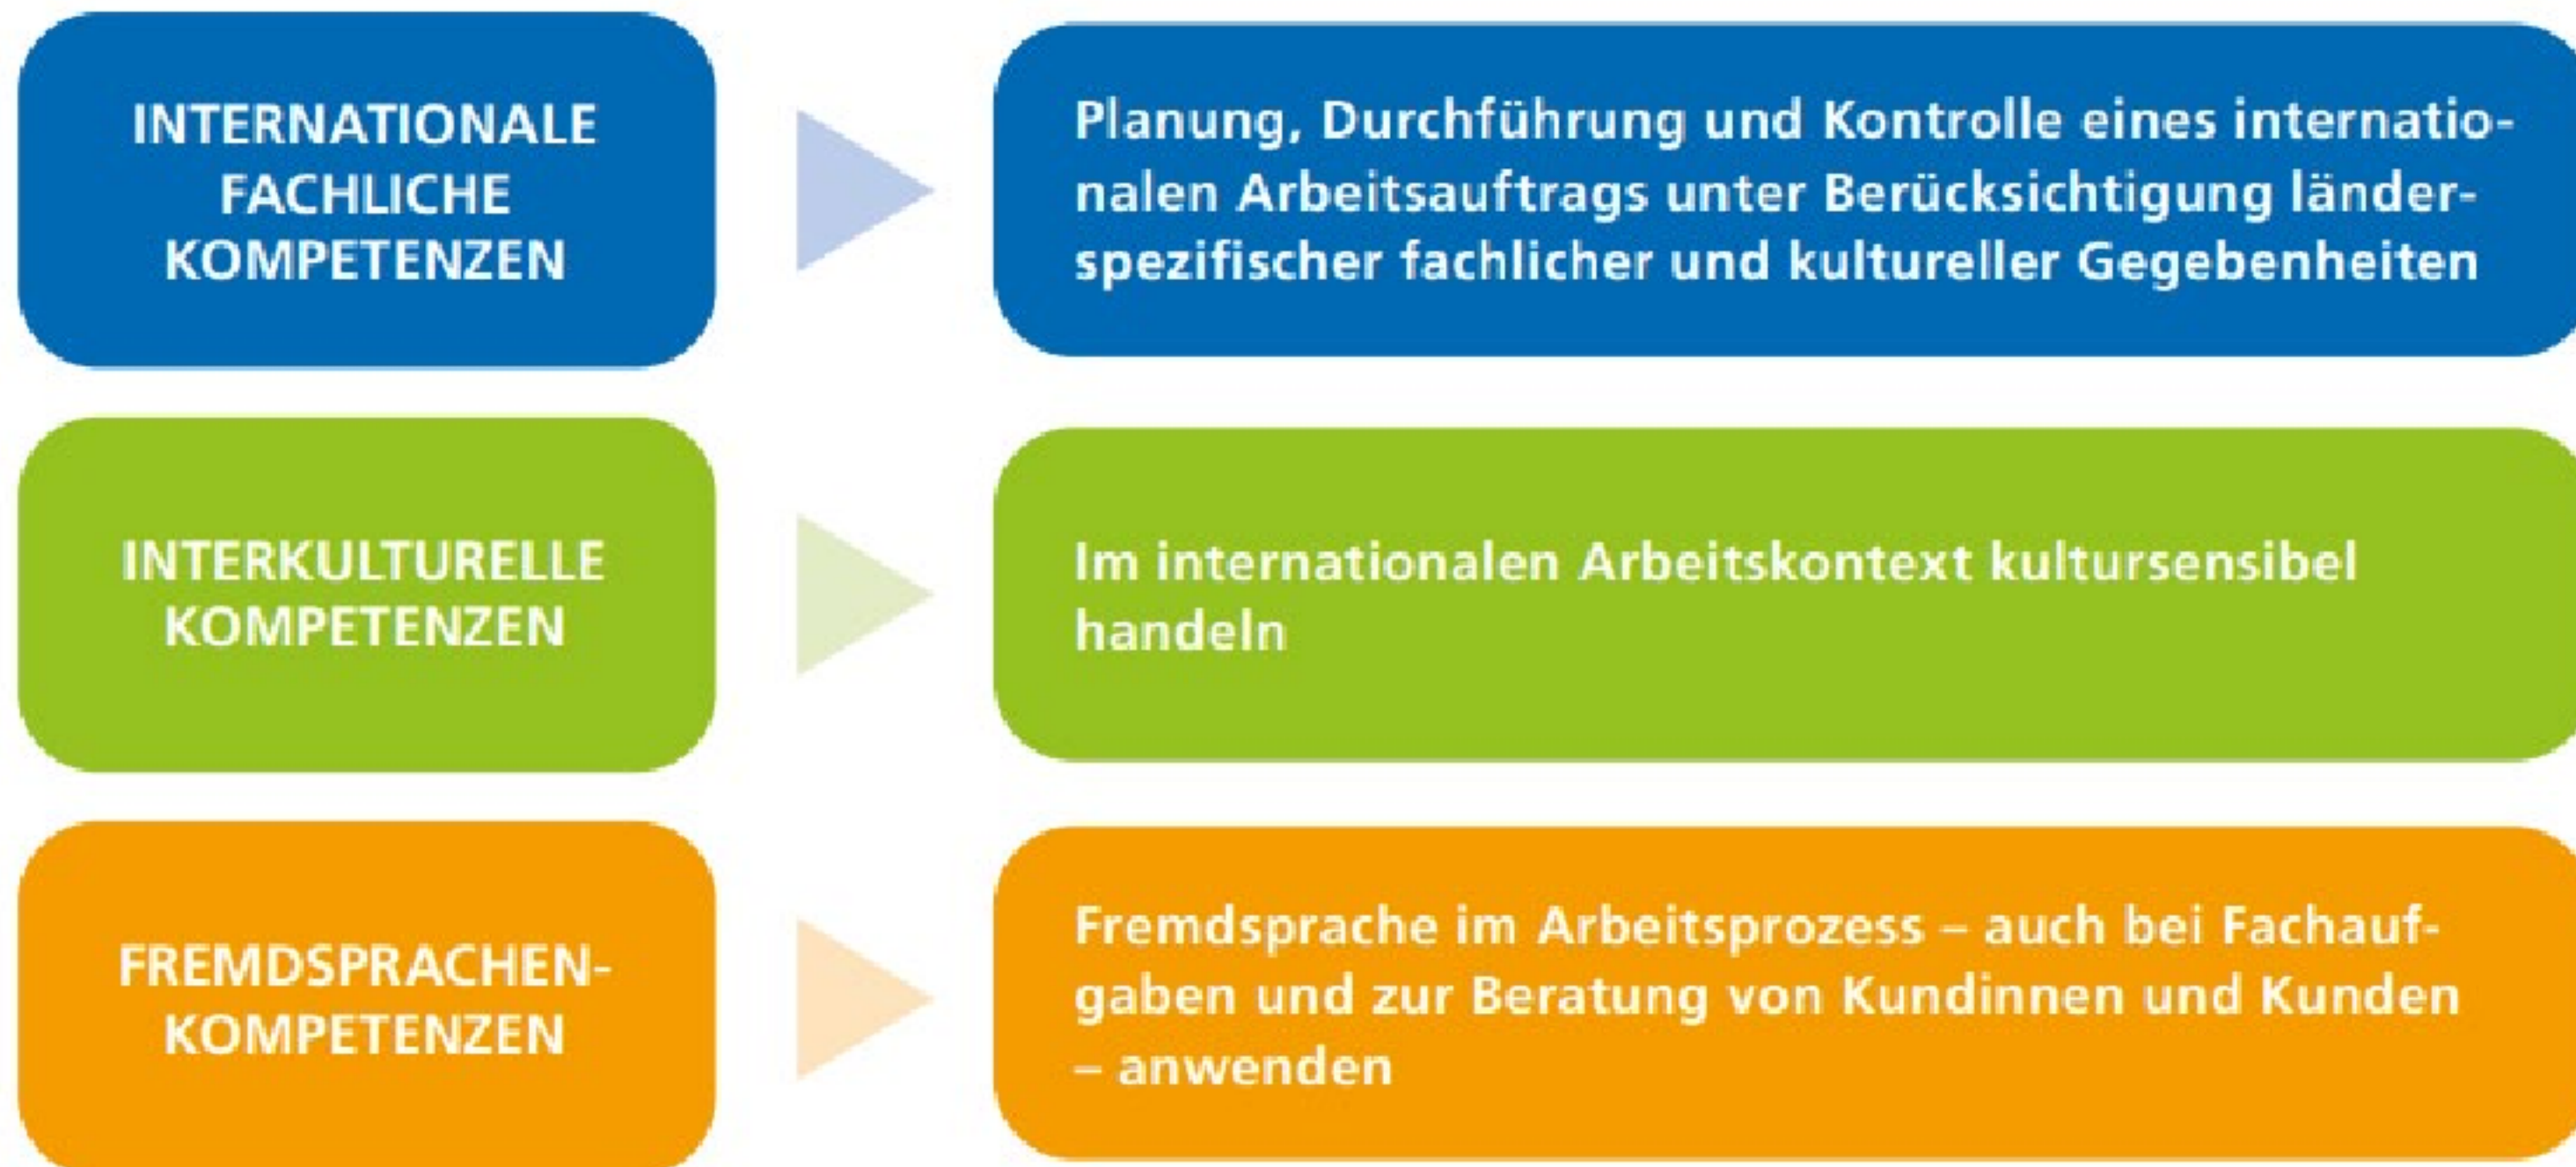 INTERNATIONALE
FACHLICHE
KOMPETENZEN
Planung, Durchführung und Kontrolle eines internatio-
nalen Arbeitsauftrags unter Berücksichtigung länder-
spezifischer fachlicher und kultureller Gegebenheiten
INTERKULTURELLE
KOMPETENZEN
Im internationalen Arbeitskontext kultursensibel
handeln
FREMDSPRACHEN-
KOMPETENZEN
Fremdsprache im Arbeitsprozess – auch bei Fachauf-
gaben und zur Beratung von Kundinnen und Kunden
– anwenden